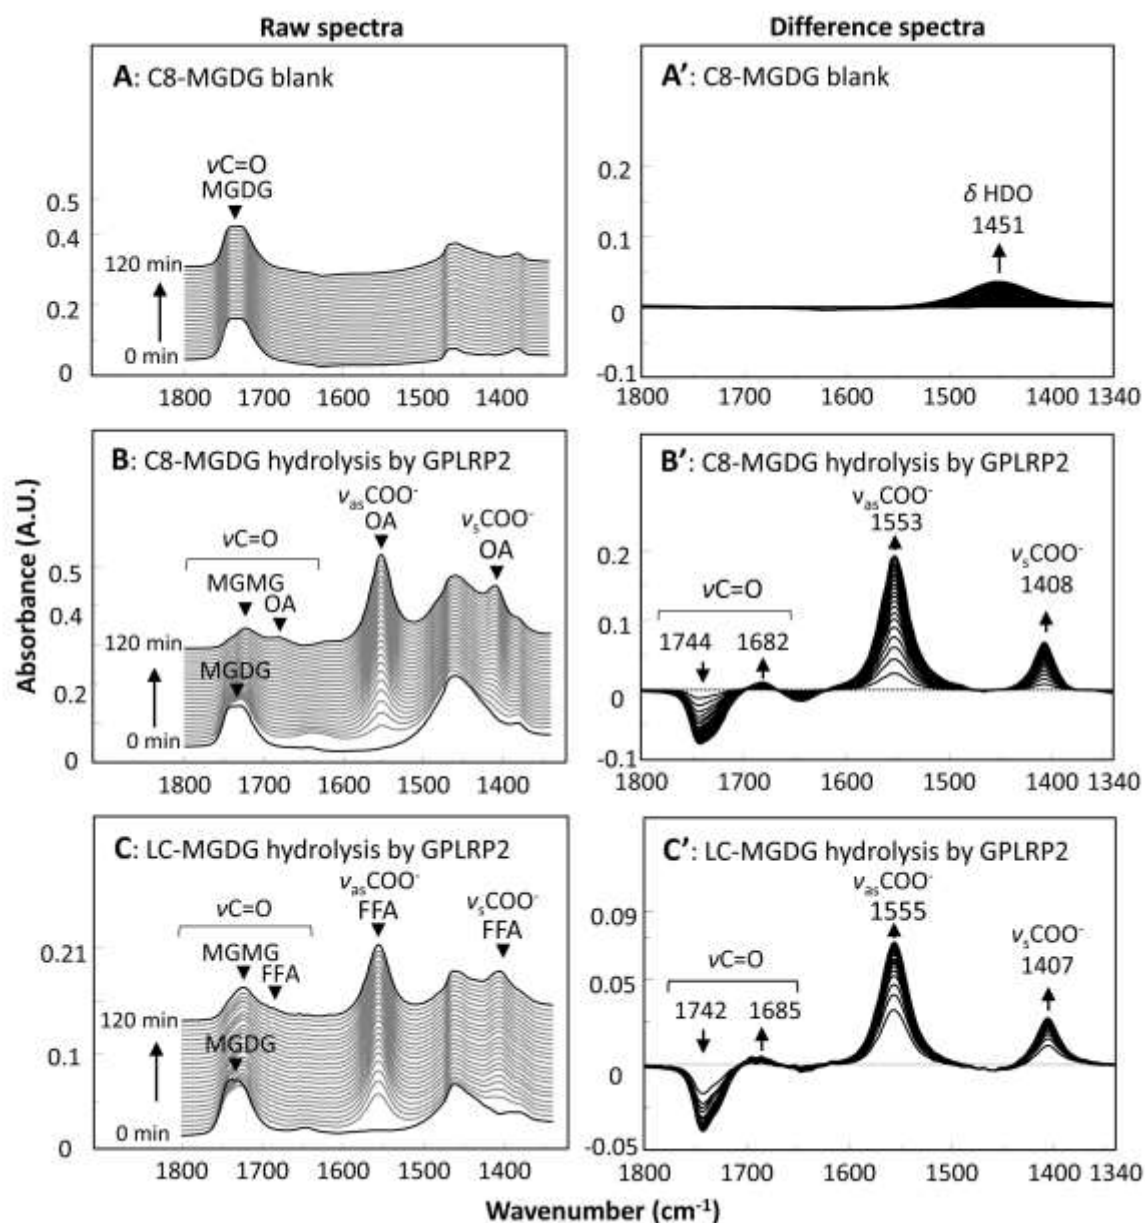 Raw spectra
Difference spectra
A: C8-MGDG blank
νC=O
MGDG
0.5
0.4
0.2
0
120 min
0 min
1800 1700 1600 1500 1400
A′: C8-MGDG blank
δ HDO
1451
0.2
0.1
0
-0.1
1800 1700 1600 1500 1400 1340
B: C8-MGDG hydrolysis by GPLRP2
νasCOO-
OA
νsCOO-
OA
νC=O
MGMG
OA
MGDG
0.5
0.4
0.2
0
120 min
0 min
1800 1700 1600 1500 1400
B′: C8-MGDG hydrolysis by GPLRP2
νasCOO-
1553
νsCOO-
1408
νC=O
1744 1682
0.2
0.1
0
-0.1
1800 1700 1600 1500 1400 1340
C: LC-MGDG hydrolysis by GPLRP2
νasCOO-
FFA
νsCOO-
FFA
νC=O
MGMG
FFA
MGDG
0.21
0.1
0
120 min
0 min
1800 1700 1600 1500 1400
C′: LC-MGDG hydrolysis by GPLRP2
νasCOO-
1555
νsCOO-
1407
νC=O
1742 1685
0.09
0.05
0
-0.05
1800 1700 1600 1500 1400 1340
Absorbance (A.U.)
Wavenumber (cm-1)